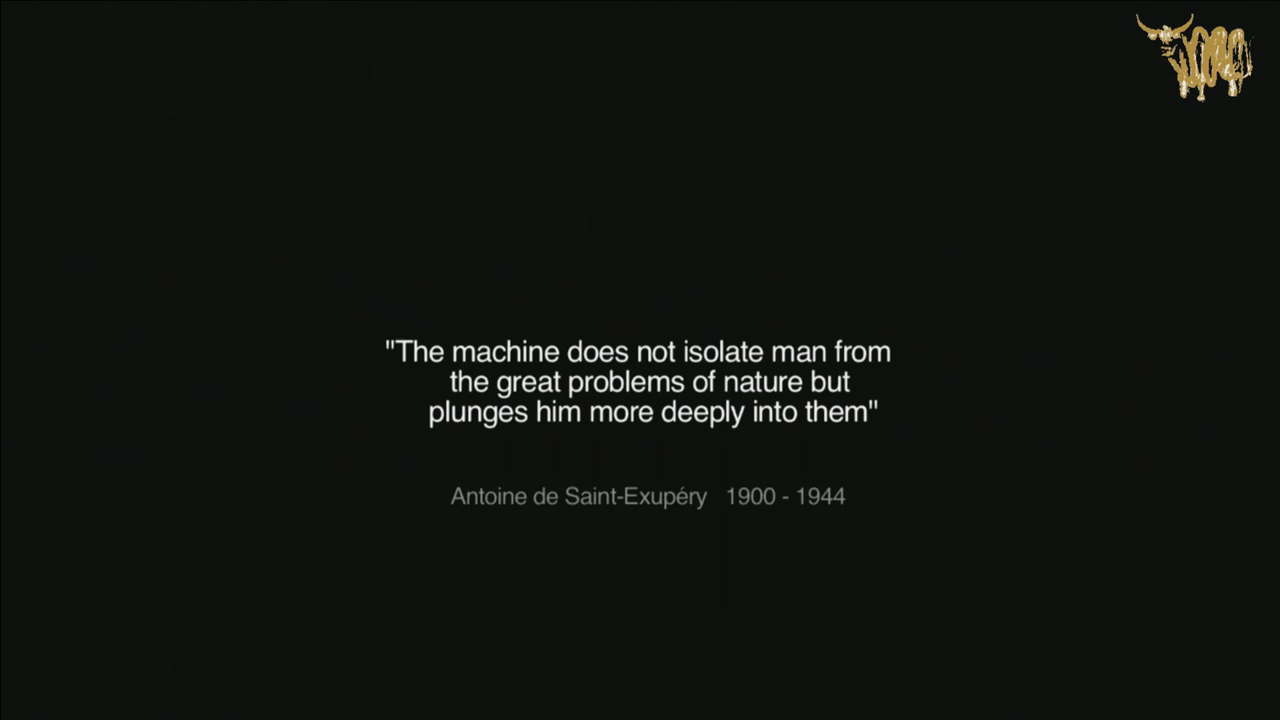 "The machine does not isolate man from
the great problems of nature but
plunges him more deeply into them"
Antoine de Saint-Exupéry 1900 - 1944